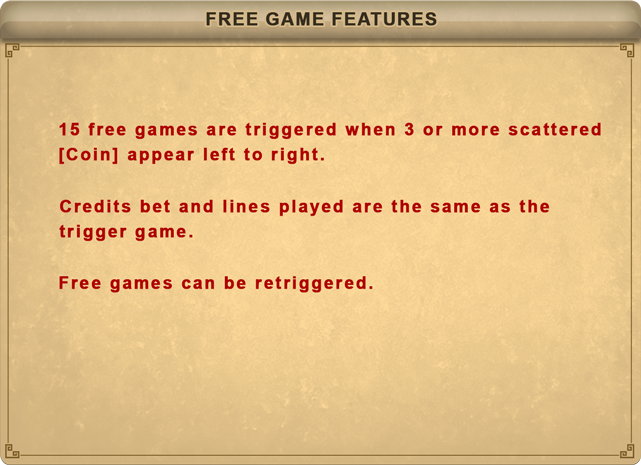 FREE GAME FEATURES
15 free games are triggered when 3 or more scattered
[Coin] appear left to right.
Credits bet and lines played are the same as the
trigger game.
Free games can be retriggered.